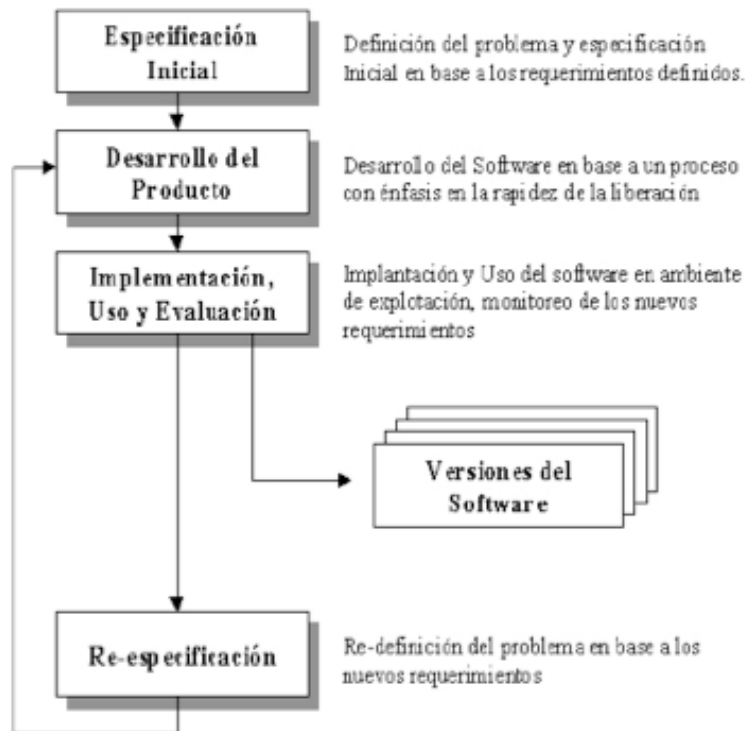 Especificación
Inicial
Definición del problema y especificación
Inicial en base a los requerimientos definidos.
Desarrollo del
Producto
Desarrollo del Software en base a un proceso
con énfasis en la rapidez de la liberación
Implementación,
Uso y Evaluación
Implantación y Uso del software en ambiente
de explotación, monitoreo de los nuevos
requerimientos
Versiones del
Software
Re-especificación
Re-definición del problema en base a los
nuevos requerimientos